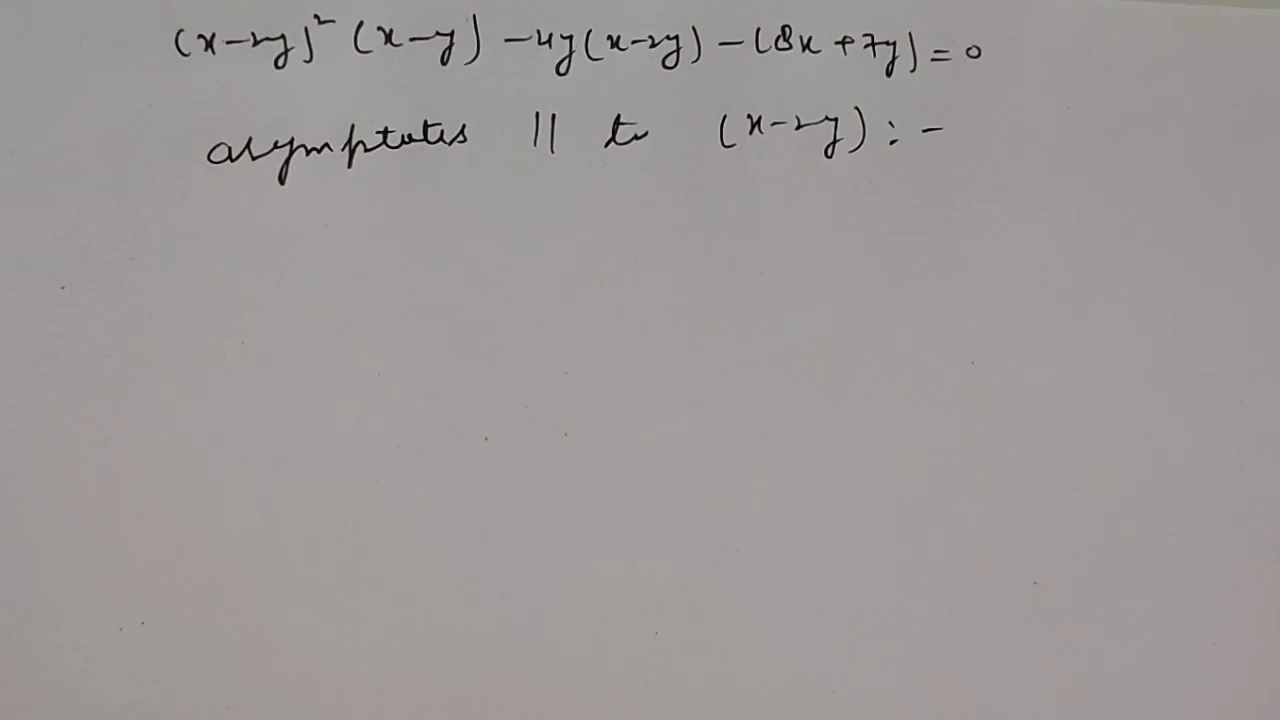 (x-2y)² (x-y) -4y(x-2y) -(8x+7y) = 0
asymptotes || to (x-2y) :-